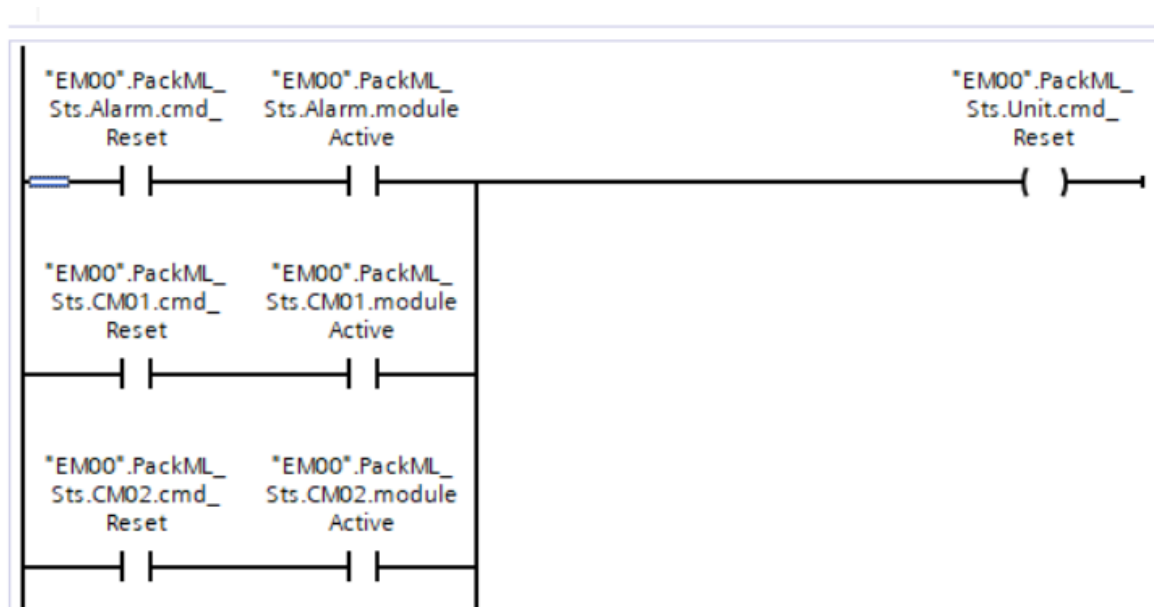 "EM00".PackML_
Sts.Alarm.cmd_
Reset
"EM00".PackML_
Sts.Alarm.module
Active
"EM00".PackML_
Sts.Unit.cmd_
Reset
"EM00".PackML_
Sts.CM01.cmd_
Reset
"EM00".PackML_
Sts.CM01.module
Active
"EM00".PackML_
Sts.CM02.cmd_
Reset
"EM00".PackML_
Sts.CM02.module
Active